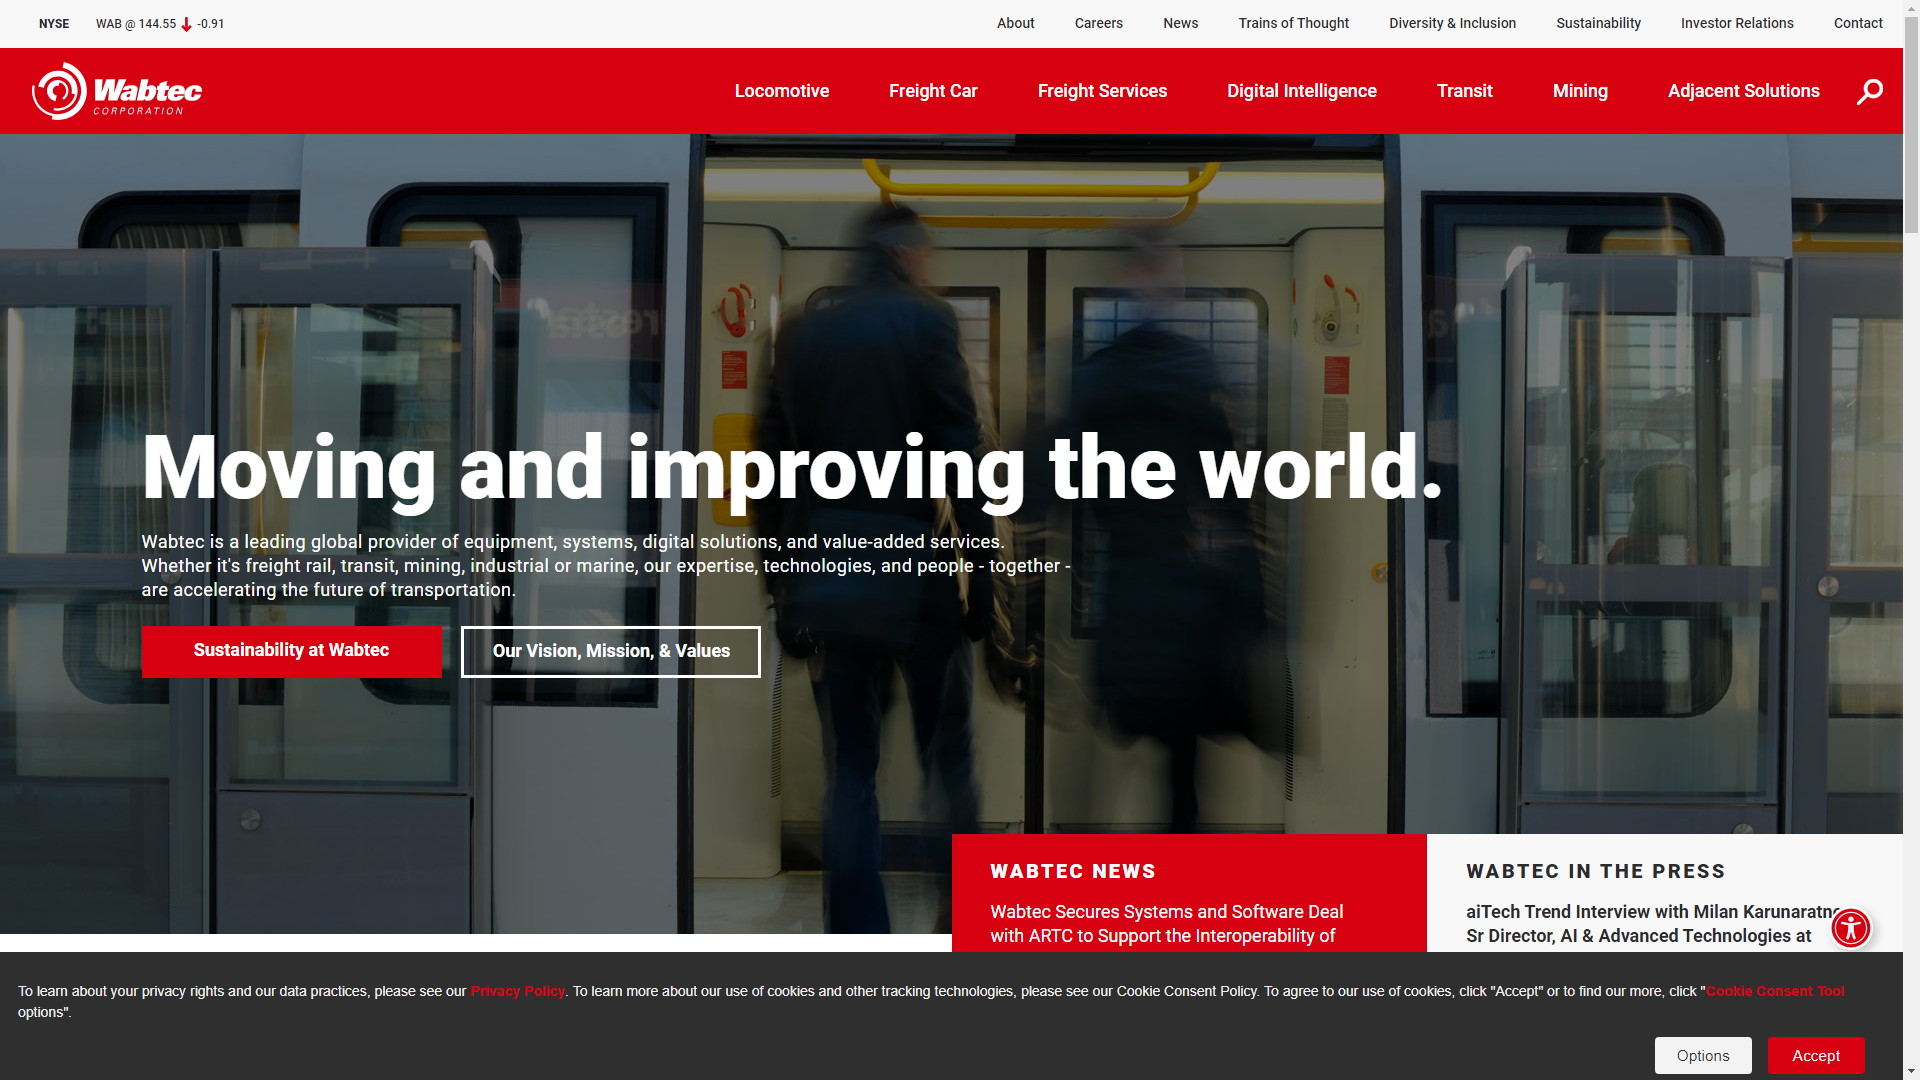 NYSE WAB @ 144.55 -0.91
About Careers News Trains of Thought Diversity & Inclusion Sustainability Investor Relations Contact
Wabtec
CORPORATION
Locomotive Freight Car Freight Services Digital Intelligence Transit Mining Adjacent Solutions
Moving and improving the world.
Wabtec is a leading global provider of equipment, systems, digital solutions, and value-added services.
Whether it's freight rail, transit, mining, industrial or marine, our expertise, technologies, and people - together -
are accelerating the future of transportation.
Sustainability at Wabtec
Our Vision, Mission, & Values
WABTEC NEWS
Wabtec Secures Systems and Software Deal
with ARTC to Support the Interoperability of
WABTEC IN THE PRESS
aiTech Trend Interview with Milan Karunaratne
Sr Director, AI & Advanced Technologies at
To learn about your privacy rights and our data practices, please see our Privacy Policy. To learn more about our use of cookies and other tracking technologies, please see our Cookie Consent Policy. To agree to our use of cookies, click "Accept" or to find our more, click "Cookie Consent Tool
options".
Options
Accept